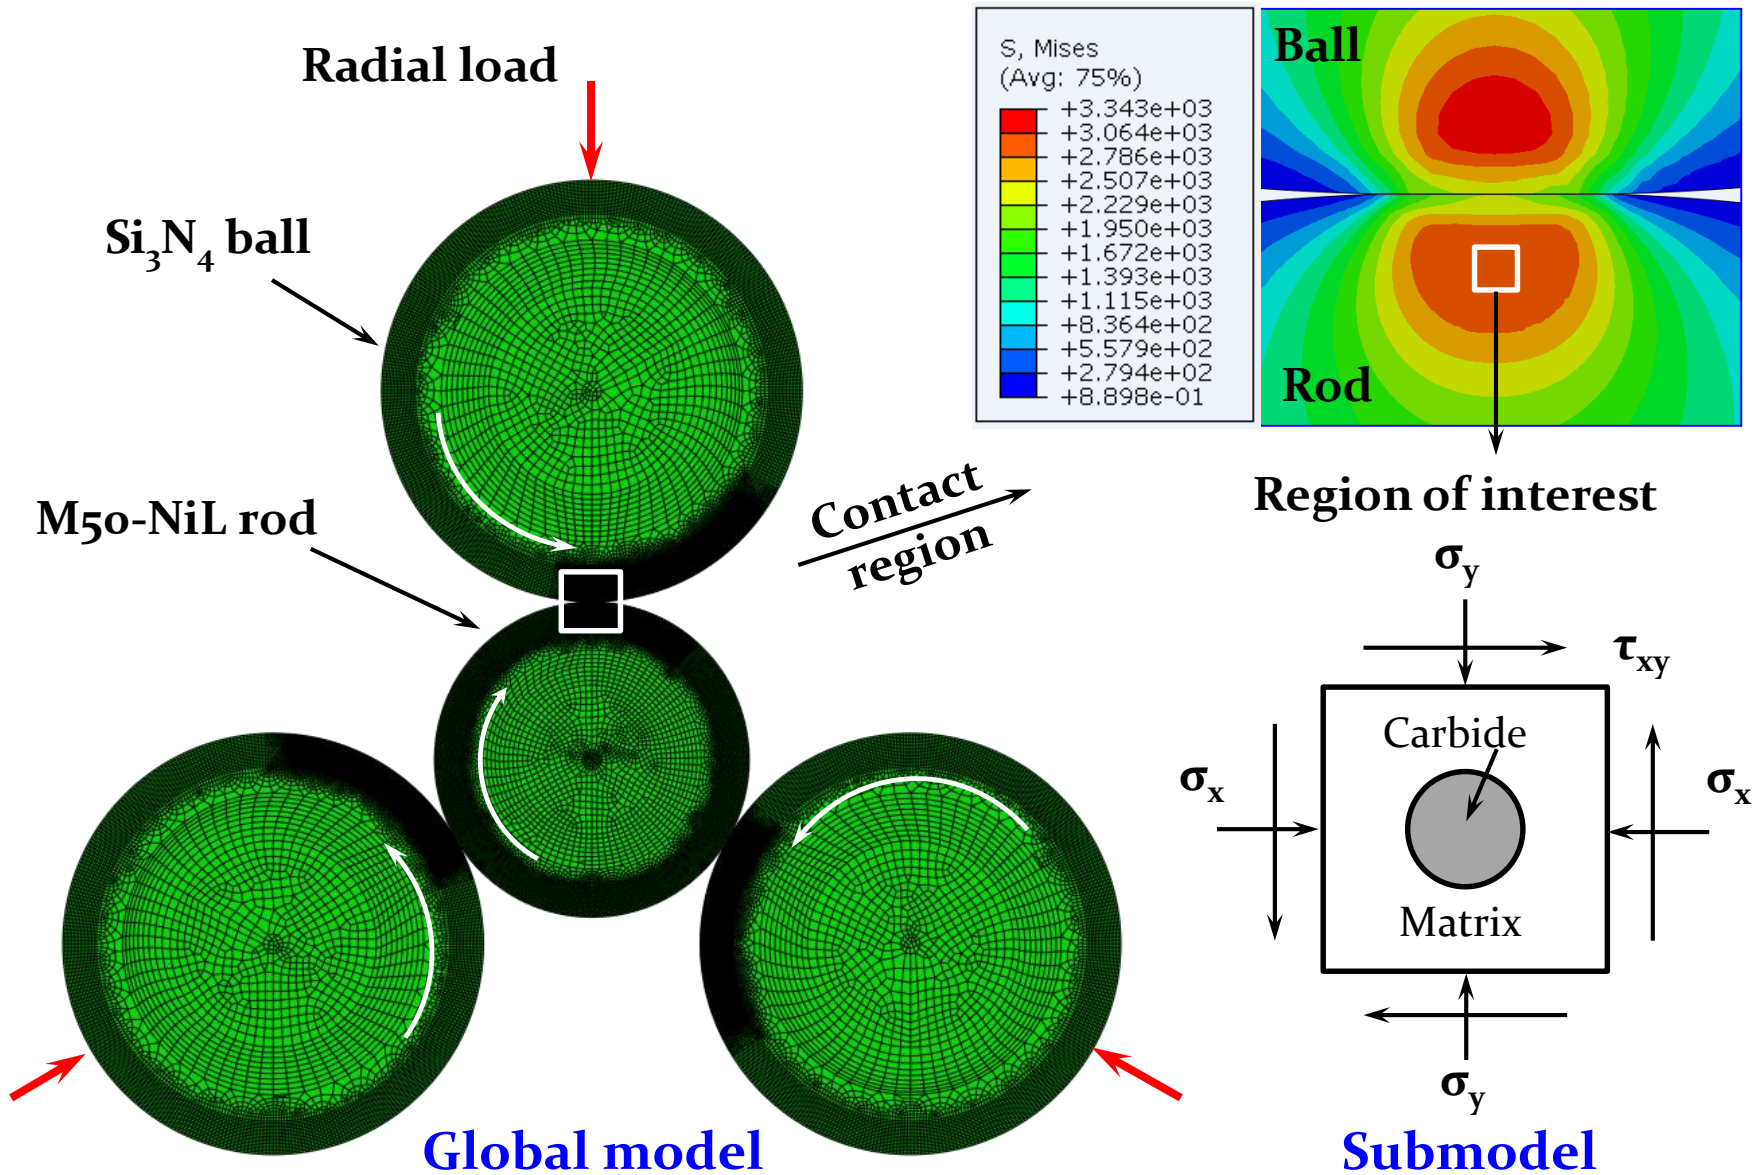 Radial load
Si₃N₄ ball
M50-NiL rod
Contact
region
S, Mises
(Avg: 75%)
+3.343e+03
+3.064e+03
+2.786e+03
+2.507e+03
+2.229e+03
+1.950e+03
+1.672e+03
+1.393e+03
+1.115e+03
+8.364e+02
+5.579e+02
+2.794e+02
+8.898e-01
Ball
Rod
Region of interest
σy
τxy
Carbide
σx
σx
Matrix
σy
Global model
Submodel